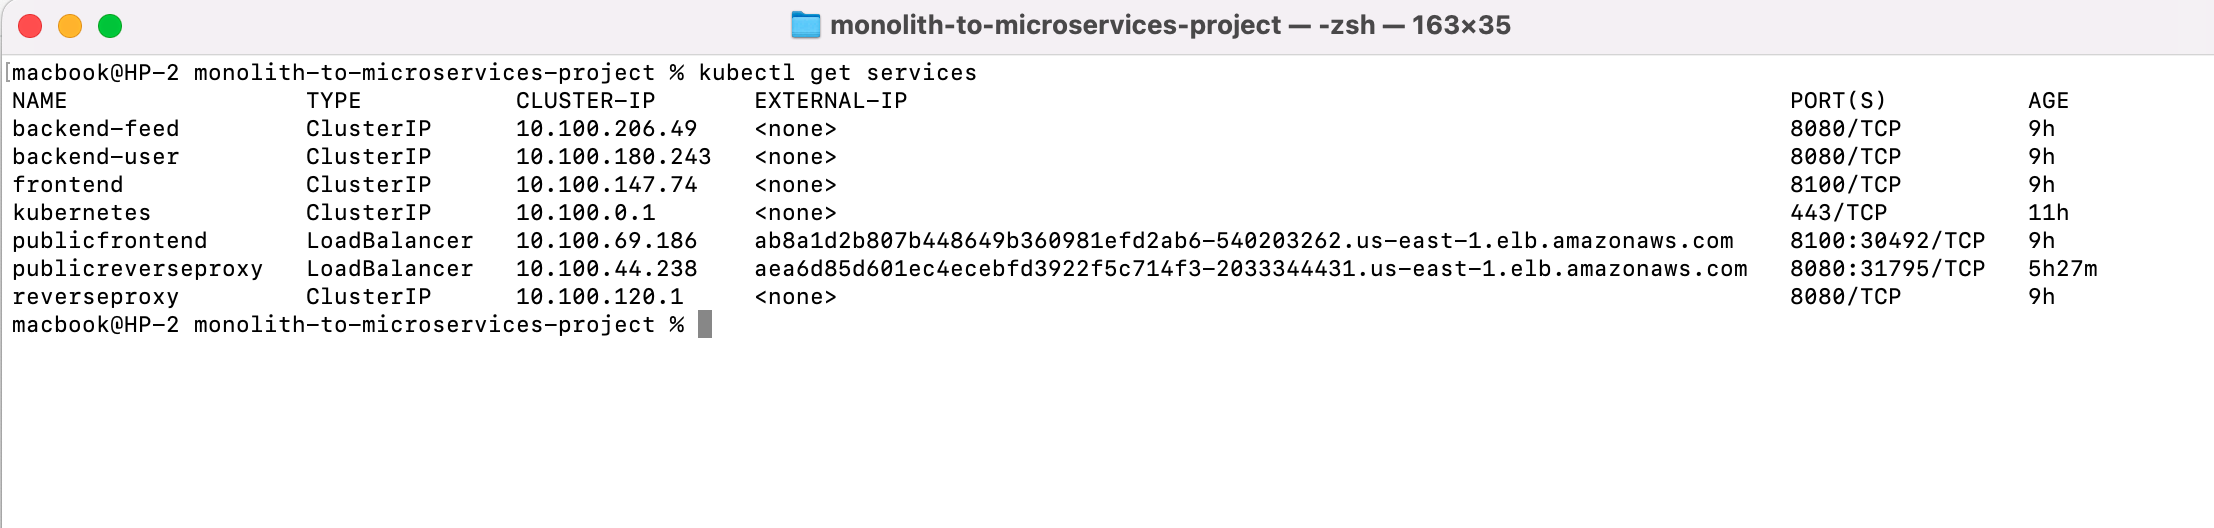 monolith-to-microservices-project — -zsh — 163×35
[macbook@HP-2 monolith-to-microservices-project % kubectl get services
NAME TYPE CLUSTER-IP EXTERNAL-IP PORT(S) AGE
backend-feed ClusterIP 10.100.206.49 <none> 8080/TCP 9h
backend-user ClusterIP 10.100.180.243 <none> 8080/TCP 9h
frontend ClusterIP 10.100.147.74 <none> 8100/TCP 9h
kubernetes ClusterIP 10.100.0.1 <none> 443/TCP 11h
publicfrontend LoadBalancer 10.100.69.186 ab8a1d2b807b448649b360981efd2ab6-540203262.us-east-1.elb.amazonaws.com 8100:30492/TCP 9h
publicreverseproxy LoadBalancer 10.100.44.238 aea6d85d601ec4ecebfd3922f5c714f3-2033344431.us-east-1.elb.amazonaws.com 8080:31795/TCP 5h27m
reverseproxy ClusterIP 10.100.120.1 <none> 8080/TCP 9h
macbook@HP-2 monolith-to-microservices-project %